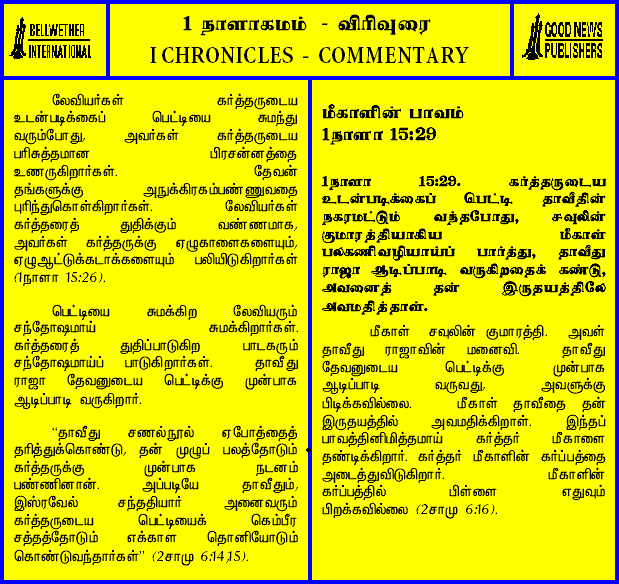 BELLWETHER
INTERNATIONAL
1 நாளாகமம் - விரிவுரை
I CHRONICLES - COMMENTARY
GOOD NEWS
PUBLISHERS
லேவியர்கள் கர்த்தருடைய
உடன்படிக்கைப் பெட்டியை சுமந்து
வரும்போது, அவர்கள் கர்த்தருடைய
பரிசுத்தமான பிரசன்னத்தை
உணருகிறார்கள். தேவன்
தங்களுக்கு அநுக்கிரகம்பண்ணுவதை
புரிந்துகொள்கிறார்கள். லேவியர்கள்
கர்த்தரைத் துதிக்கும் வண்ணமாக,
அவர்கள் கர்த்தருக்கு ஏழுகாளைகளையும்,
ஏழுஆட்டுக்கடாக்களையும் பலியிடுகிறார்கள்
(1நாளா 15:26).
பெட்டியை சுமக்கிற லேவியரும்
சந்தோஷமாய் சுமக்கிறார்கள்.
கர்த்தரைத் துதிப்பாடுகிற பாடகரும்
சந்தோஷமாய்ப் பாடுகிறார்கள். தாவீது
ராஜா தேவனுடைய பெட்டிக்கு முன்பாக
ஆடிப்பாடி வருகிறார்.
“தாவீது சணல்நூல் ஏபோத்தைத்
தரித்துக்கொண்டு, தன் முழுப் பலத்தோடும்
கர்த்தருக்கு முன்பாக நடனம்
பண்ணினான். அப்படியே தாவீதும்,
இஸ்ரவேல் சந்ததியார் அனைவரும்
கர்த்தருடைய பெட்டியைக் கெம்பீர
சத்தத்தோடும் எக்காள தொனியோடும்
கொண்டுவந்தார்கள்” (2சாமு 6:14,15).
மீகாளின் பாவம்
1நாளா 15:29
1நாளா 15:29. கர்த்தருடைய
உடன்படிக்கைப் பெட்டி தாவீதின்
நகரமட்டும் வந்தபோது, சவுலின்
குமாரத்தியாகிய மீகாள்
பலகணிவழியாய்ப் பார்த்து, தாவீது
ராஜா ஆடிப்பாடி வருகிறதைக் கண்டு,
அவனைத் தன் இருதயத்திலே
அவமதித்தாள்.
மீகாள் சவுலின் குமாரத்தி. அவள்
தாவீது ராஜாவின் மனைவி. தாவீது
தேவனுடைய பெட்டிக்கு முன்பாக
ஆடிப்பாடி வருவது, அவளுக்கு
பிடிக்கவில்லை. மீகாள் தாவீதை தன்
இருதயத்தில் அவமதிக்கிறாள். இந்தப்
பாவத்தினிமித்தமாய் கர்த்தர் மீகாளை
தண்டிக்கிறார். கர்த்தர் மீகாளின் கர்ப்பத்தை
அடைத்துவிடுகிறார். மீகாளின்
கர்ப்பத்தில் பிள்ளை எதுவும்
பிறக்கவில்லை (2சாமு 6:16).